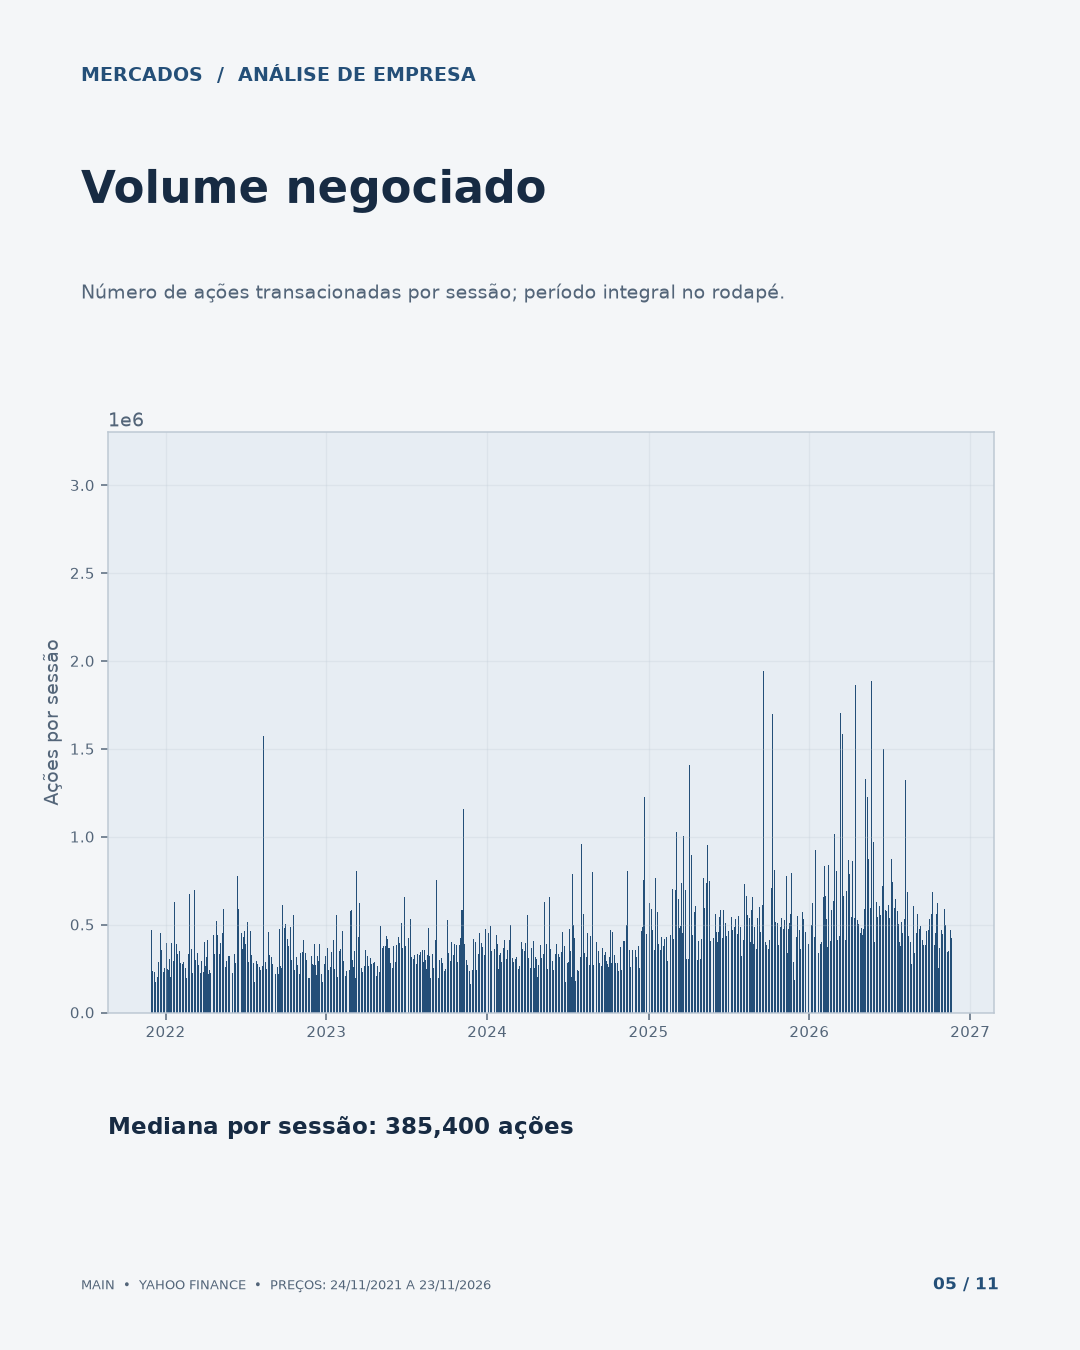 MERCADOS / ANÁLISE DE EMPRESA
Volume negociado
Número de ações transacionadas por sessão; período integral no rodapé.
1e6
3.0
2.5
2.0
1.5
1.0
0.5
0.0
Ações por sessão
2022 2023 2024 2025 2026 2027
Mediana por sessão: 385,400 ações
MAIN • YAHOO FINANCE • PREÇOS: 24/11/2021 A 23/11/2026
05 / 11